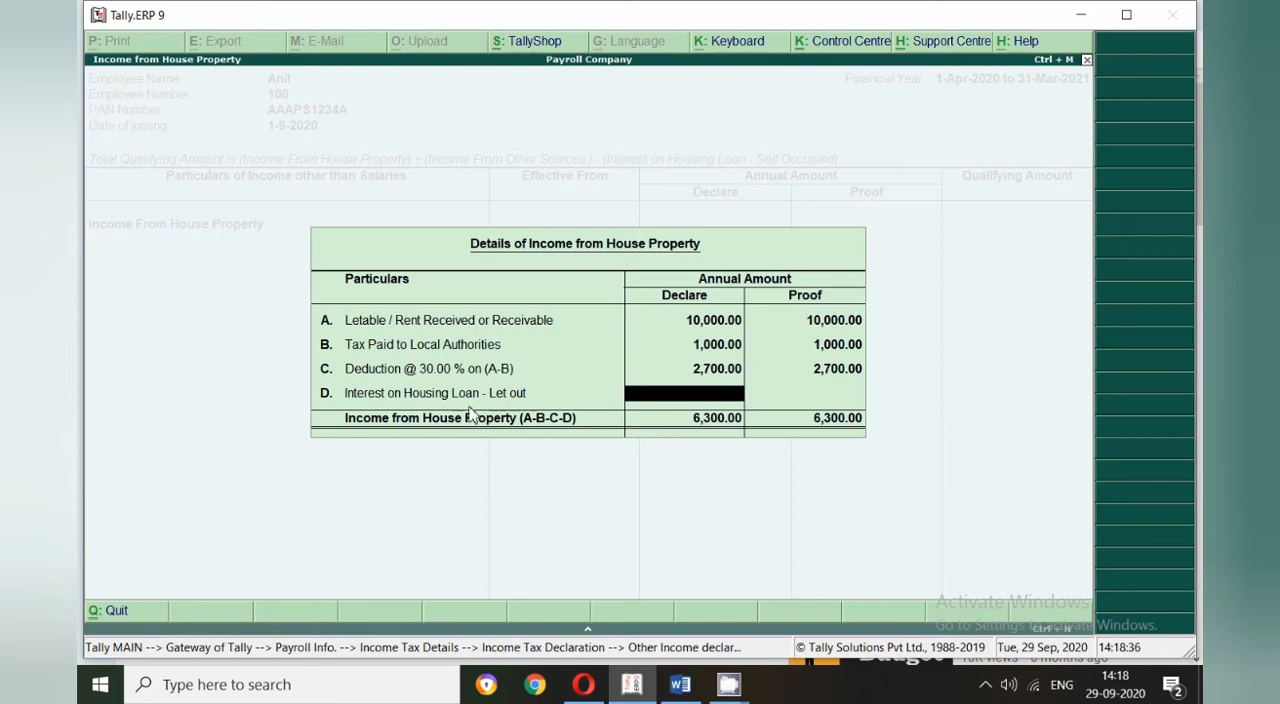 Tally.ERP 9
P: Print E: Export M: E-Mail O: Upload S: TallyShop G: Language K: Keyboard K: Control Centre H: Support Centre H: Help
Income from House Property Payroll Company Ctrl + M
Employee Name Anil Financial Year 1-Apr-2020 to 31-Mar-2021
Employee Number 100
PAN Number AAAPS1234A
Date of joining 1-9-2020
Total Qualifying Amount is (Income From House Property) + (Income From Other Sources ) - (Interest on Housing Loan - Self Occupied)
Particulars of Income other than Salaries Effective From Annual Amount Qualifying Amount
Declare Proof
Income From House Property
Details of Income from House Property
Particulars Annual Amount
Declare Proof
A. Letable / Rent Received or Receivable 10,000.00 10,000.00
B. Tax Paid to Local Authorities 1,000.00 1,000.00
C. Deduction @ 30.00 % on (A-B) 2,700.00 2,700.00
D. Interest on Housing Loan - Let out
Income from House Property (A-B-C-D) 6,300.00 6,300.00
Activate Windows
Go to Settings to activate Windows.
Q: Quit
Ctrl + N
Tally MAIN --> Gateway of Tally --> Payroll Info. --> Income Tax Details --> Income Tax Declaration --> Other Income declar... © Tally Solutions Pvt Ltd., 1988-2019 Tue, 29 Sep, 2020 14:18:36
Type here to search ENG 14:18
29-09-2020 2